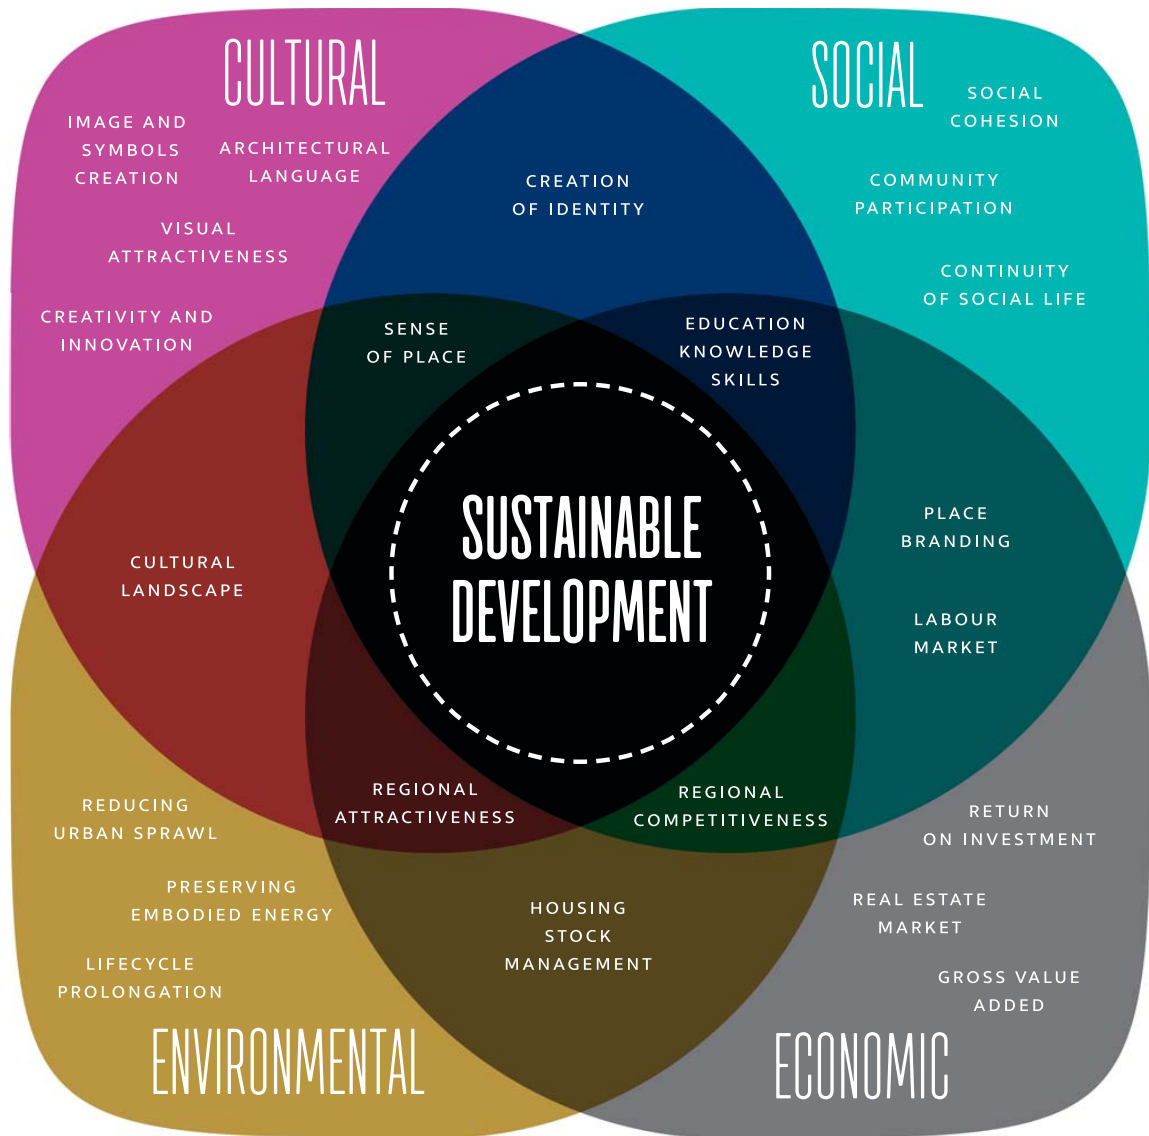 CULTURAL
IMAGE AND
SYMBOLS
CREATION
ARCHITECTURAL
LANGUAGE
VISUAL
ATTRACTIVENESS
CREATIVITY AND
INNOVATION
CREATION
OF IDENTITY
SOCIAL
SOCIAL
COHESION
COMMUNITY
PARTICIPATION
CONTINUITY
OF SOCIAL LIFE
SENSE
OF PLACE
EDUCATION
KNOWLEDGE
SKILLS
CULTURAL
LANDSCAPE
SUSTAINABLE
DEVELOPMENT
PLACE
BRANDING
LABOUR
MARKET
REGIONAL
ATTRACTIVENESS
REGIONAL
COMPETITIVENESS
REDUCING
URBAN SPRAWL
PRESERVING
EMBODIED ENERGY
LIFECYCLE
PROLONGATION
ENVIRONMENTAL
HOUSING
STOCK
MANAGEMENT
RETURN
ON INVESTMENT
REAL ESTATE
MARKET
GROSS VALUE
ADDED
ECONOMIC